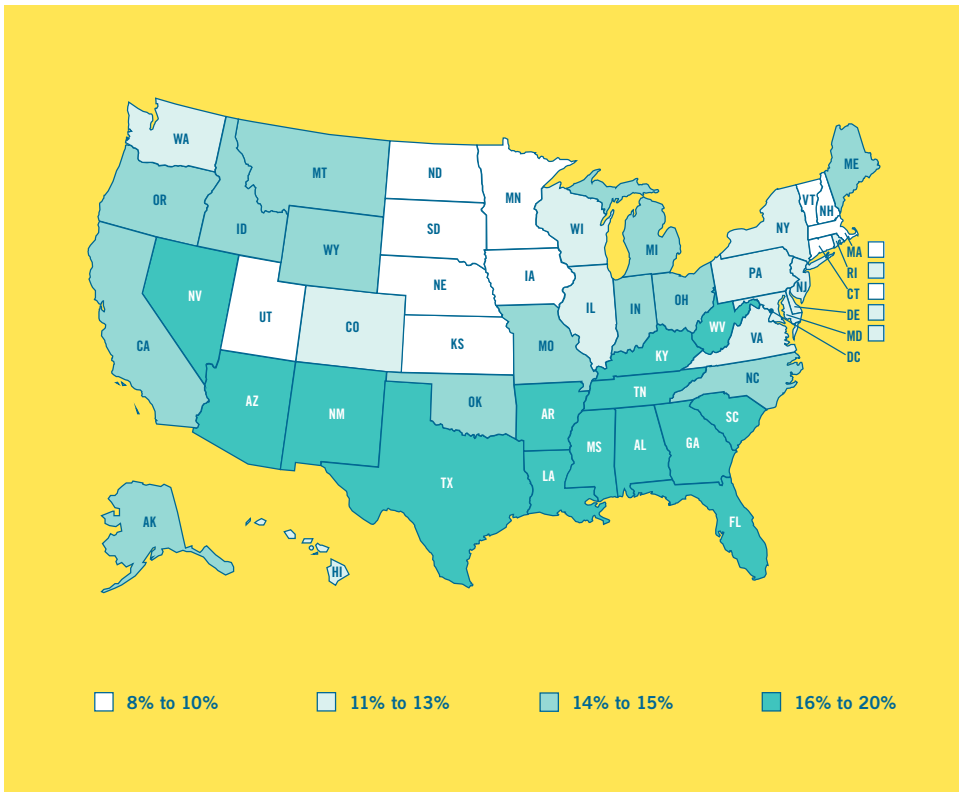 WA
MT
ND
MN
ME
OR
ID
SD
WI
VT
NH
NY
MI
WY
MA
PA
RI
NE
IA
NV
NJ
CT
IL
IN
OH
UT
CO
DE
WV
MD
CA
KS
MO
VA
KY
DC
NC
AZ
NM
OK
TN
AR
SC
MS
AL
GA
TX
LA
AK
FL
HI
8% to 10%
11% to 13%
14% to 15%
16% to 20%